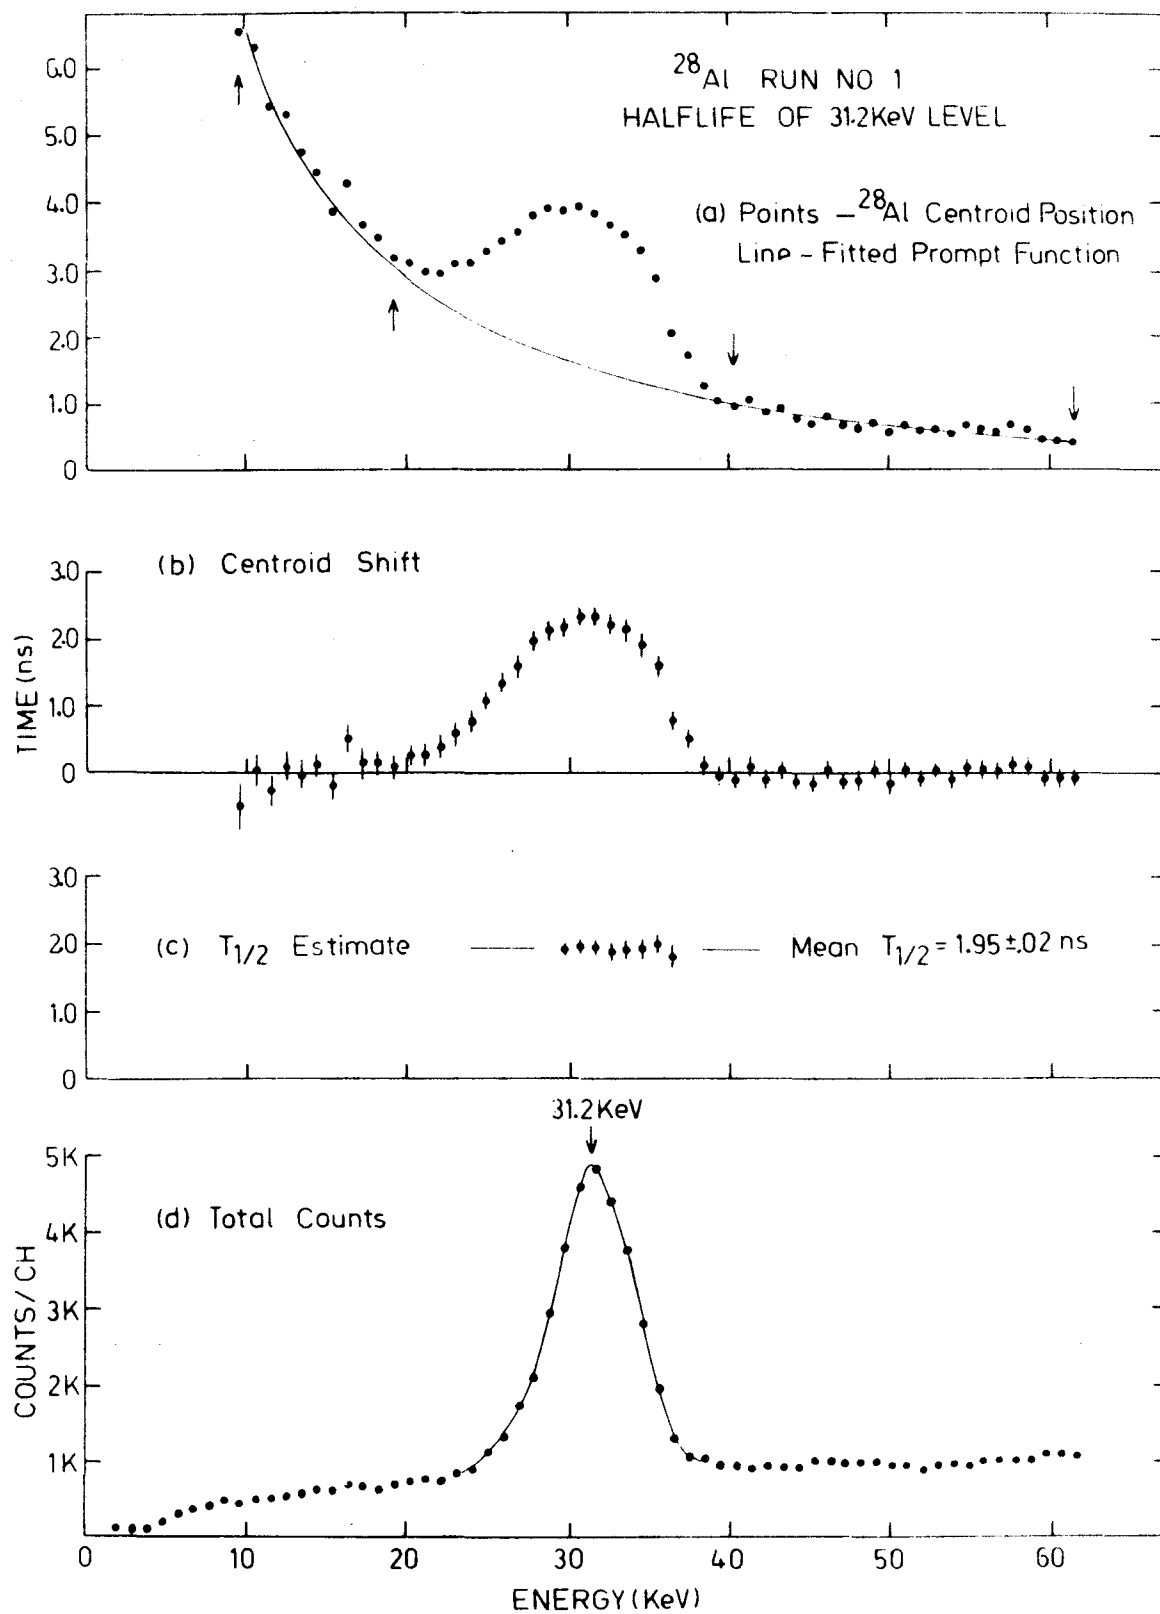 ²⁸Al RUN NO 1
HALFLIFE OF 31.2KeV LEVEL
(a) Points – ²⁸Al Centroid Position
Line – Fitted Prompt Function
6.0
5.0
4.0
3.0
2.0
1.0
0
(b) Centroid Shift
3.0
2.0
1.0
0
TIME (ns)
3.0
(c) T1/2 Estimate
Mean T1/2 = 1.95±.02 ns
2.0
1.0
0
31.2KeV
5K
(d) Total Counts
4K
3K
2K
1K
COUNTS/CH
0 10 20 30 40 50 60
ENERGY (KeV)